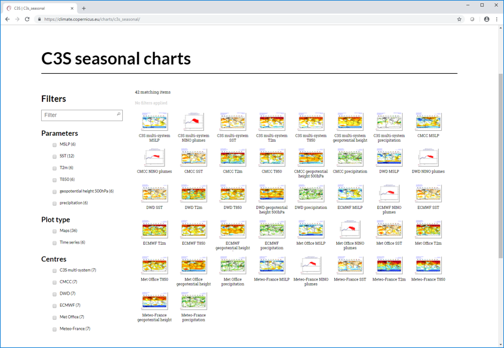 C3S | C3S_seasonal
https://climate.copernicus.eu/charts/c3s_seasonal/
C3S seasonal charts
Filters
Filter
Parameters
MSLP (6)
SST (12)
T2m (6)
T850 (6)
geopotential height 500hPa (6)
precipitation (6)
Plot type
Maps (36)
Time series (6)
Centres
C3S multi system (7)
CMCC (7)
DWD (7)
ECMWF (7)
Met Office (7)
Meteo-France (7)
42 matching items
No filters applied
C3S multi-system MSLP
C3S multi-system NINO plumes
C3S multi-system SST
C3S multi-system T2m
C3S multi-system T850
C3S multi-system geopotential height
C3S multi-system precipitation
CMCC MSLP
CMCC NINO plumes
CMCC SST
CMCC T2m
CMCC T850
CMCC geopotential height 500hPa
CMCC precipitation
DWD MSLP
DWD NINO plumes
DWD SST
DWD T2m
DWD T850
DWD geopotential height 500hPa
DWD precipitation
ECMWF MSLP
ECMWF NINO plumes
ECMWF SST
ECMWF T2m
ECMWF T850
ECMWF geopotential height
ECMWF precipitation
Met Office MSLP
Met Office NINO plumes
Met Office SST
Met Office T2m
Met Office T850
Met Office geopotential height
Met Office precipitation
Meteo-France MSLP
Meteo-France NINO plumes
Meteo-France SST
Meteo-France T2m
Meteo-France T850
Meteo-France geopotential height
Meteo-France precipitation